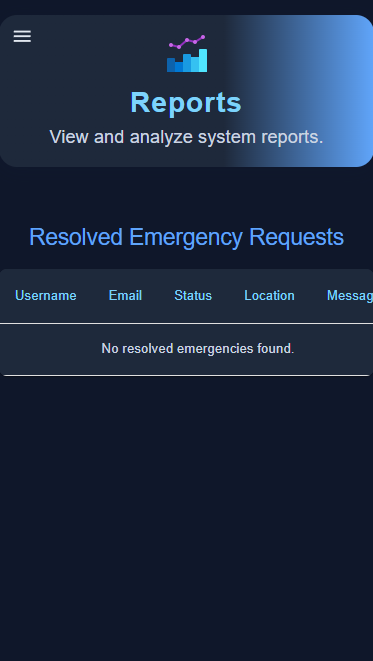 Reports
View and analyze system reports.
Resolved Emergency Requests
Username Email Status Location Messag
No resolved emergencies found.